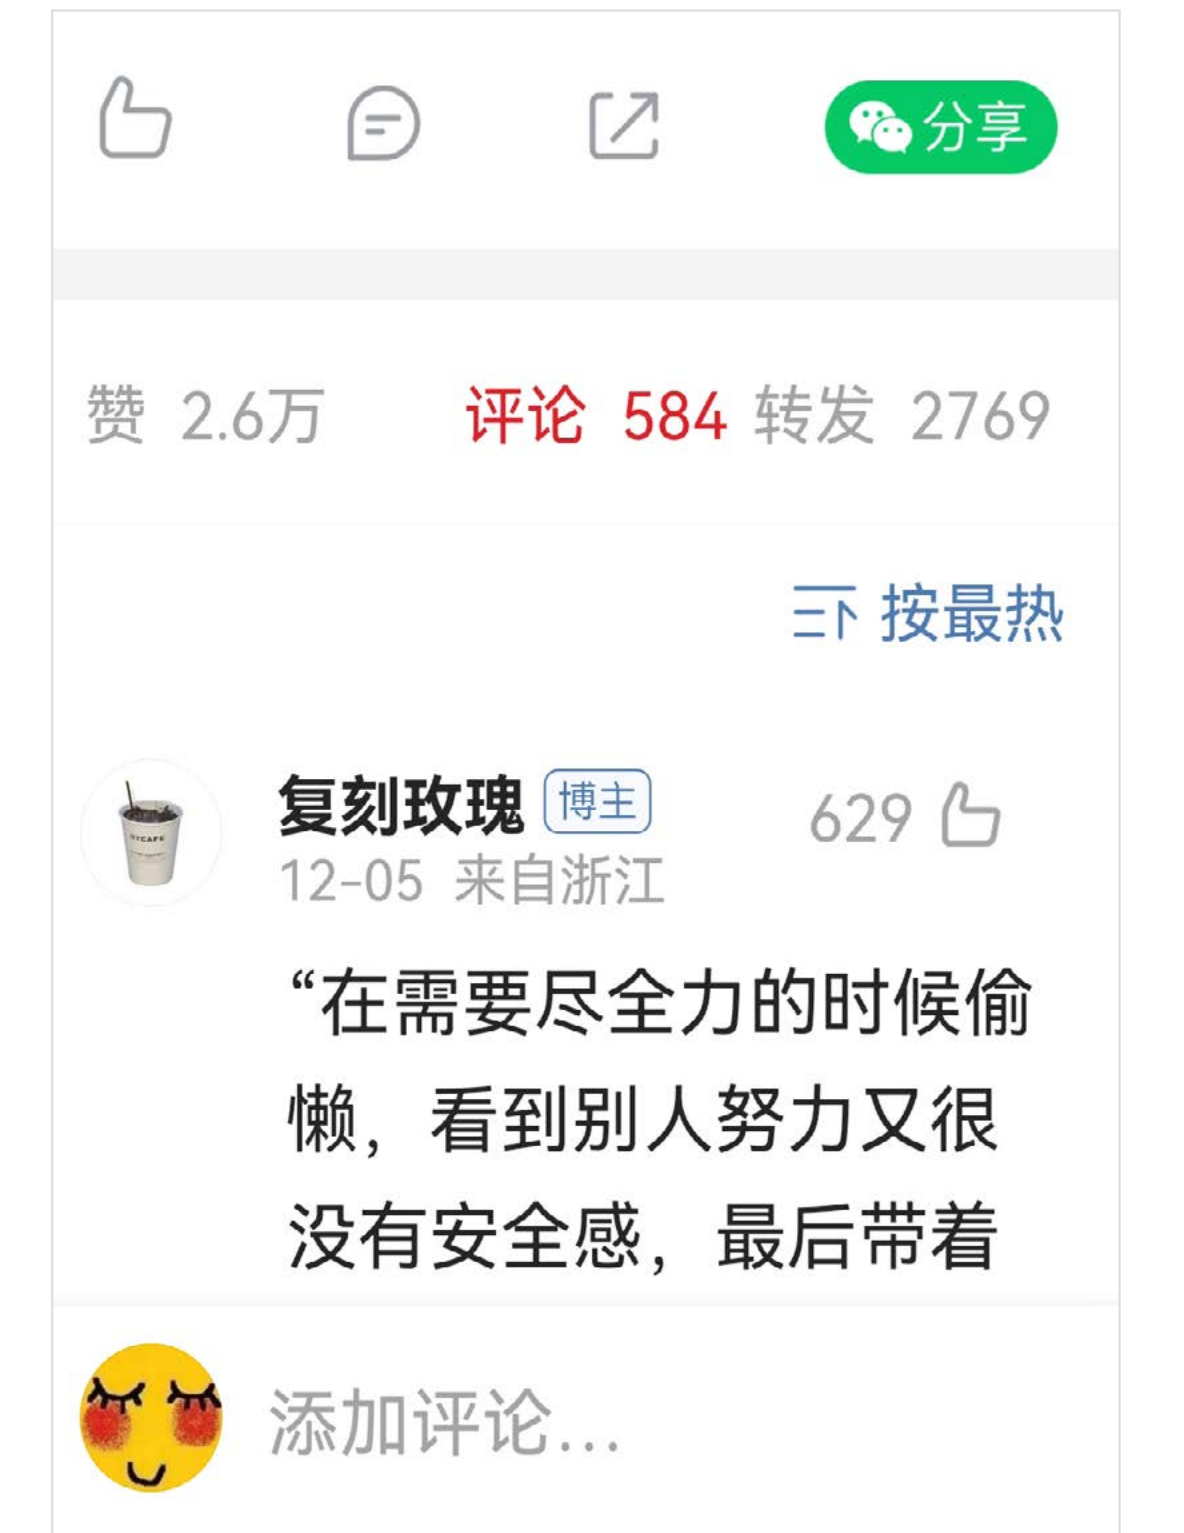 分享
赞 2.6万 评论 584 转发 2769
按最热
复刻玫瑰 博主 629
12-05 来自浙江
“在需要尽全力的时候偷
懒，看到别人努力又很
没有安全感，最后带着
添加评论...